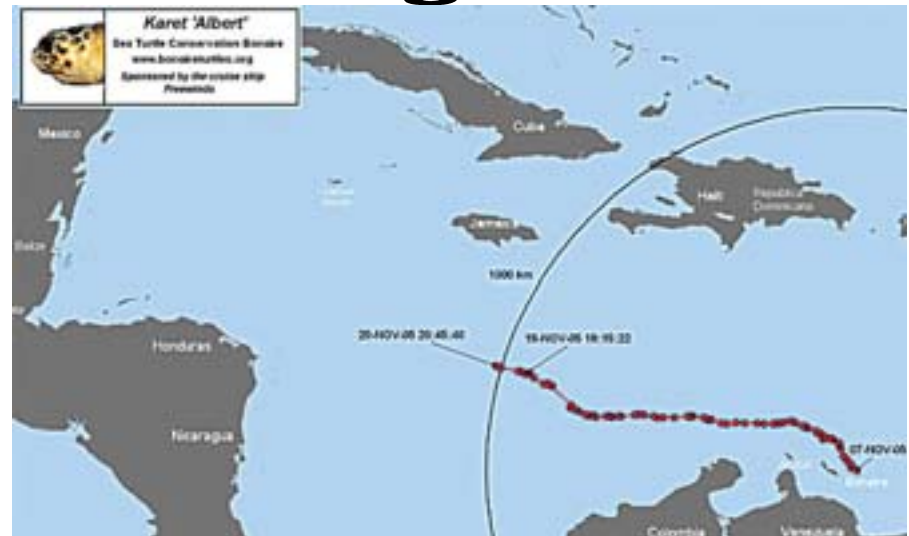 Karet 'Albert'
Sea Turtle Conservation Bonaire
www.bonaireturtles.org
Sponsored by the cruise ship
Freewinds
Mexico
Cuba
Haiti
Republica
Dominicana
Jamaica
Belize
1000 km
20-NOV-05 20:45:40
19-NOV-05 18:15:22
Honduras
Nicaragua
07-NOV-05
Bonaire
Colombia
Venezuela